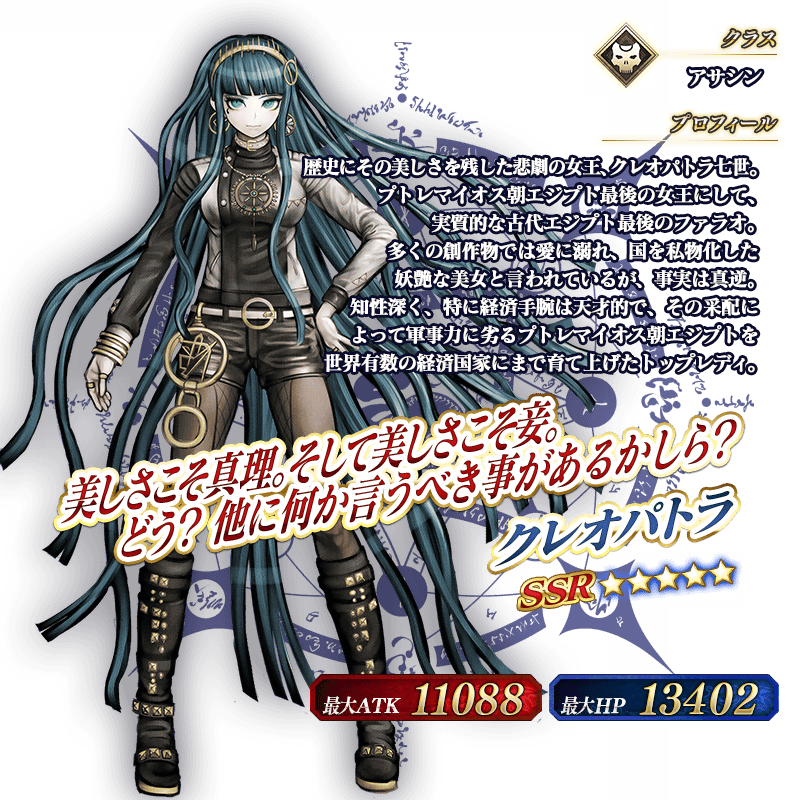 クラス
アサシン
プロフィール
歴史にその美しさを残した悲劇の女王、クレオパトラ七世。
プトレマイオス朝エジプト最後の女王にして、
実質的な古代エジプト最後のファラオ。
多くの創作物では愛に溺れ、国を私物化した
妖艶な美女と言われているが、事実は真逆。
知性深く、特に経済手腕は天才的で、その采配に
よって軍事力に劣るプトレマイオス朝エジプトを
世界有数の経済国家にまで育て上げたトップレディ。
美しさこそ真理。そして美しさこそ妾。
どう? 他に何か言うべき事があるかしら?
クレオパトラ
SSR
最大ATK 11088
最大HP 13402